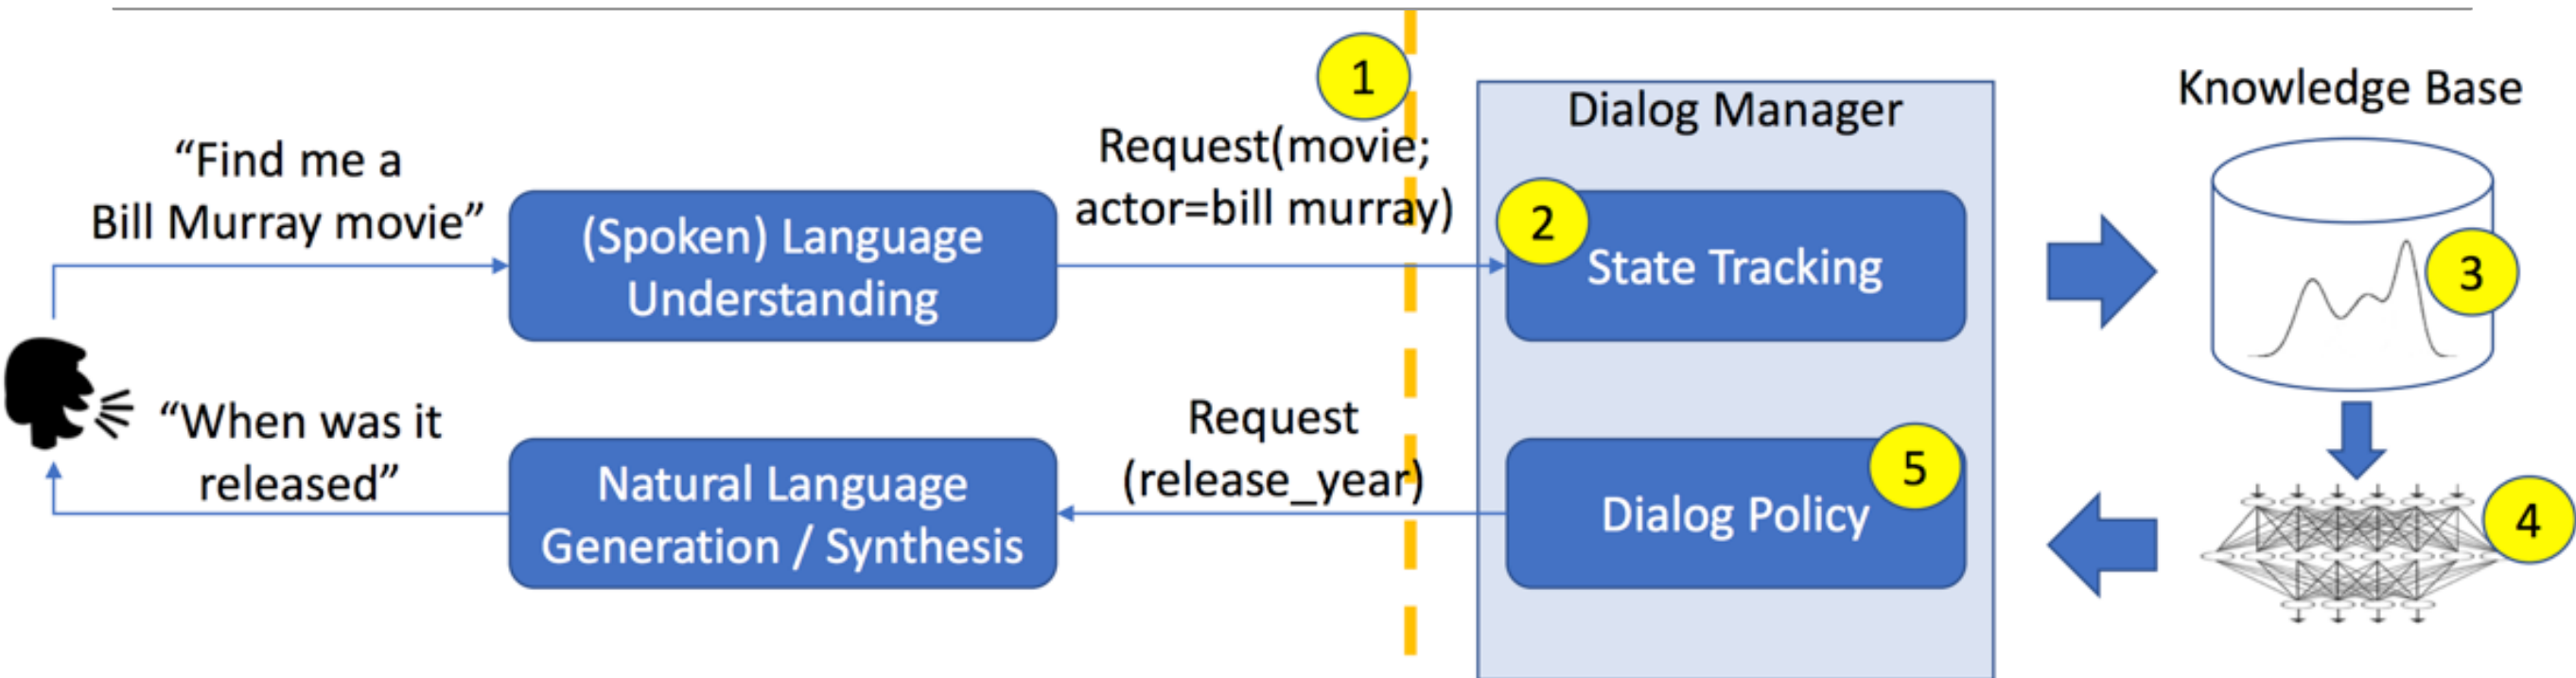 1
Dialog Manager
Knowledge Base
“Find me a
Bill Murray movie”
(Spoken) Language
Understanding
Request(movie;
actor=bill murray)
2
State Tracking
3
“When was it
released”
Natural Language
Generation / Synthesis
Request
(release_year)
Dialog Policy
5
4